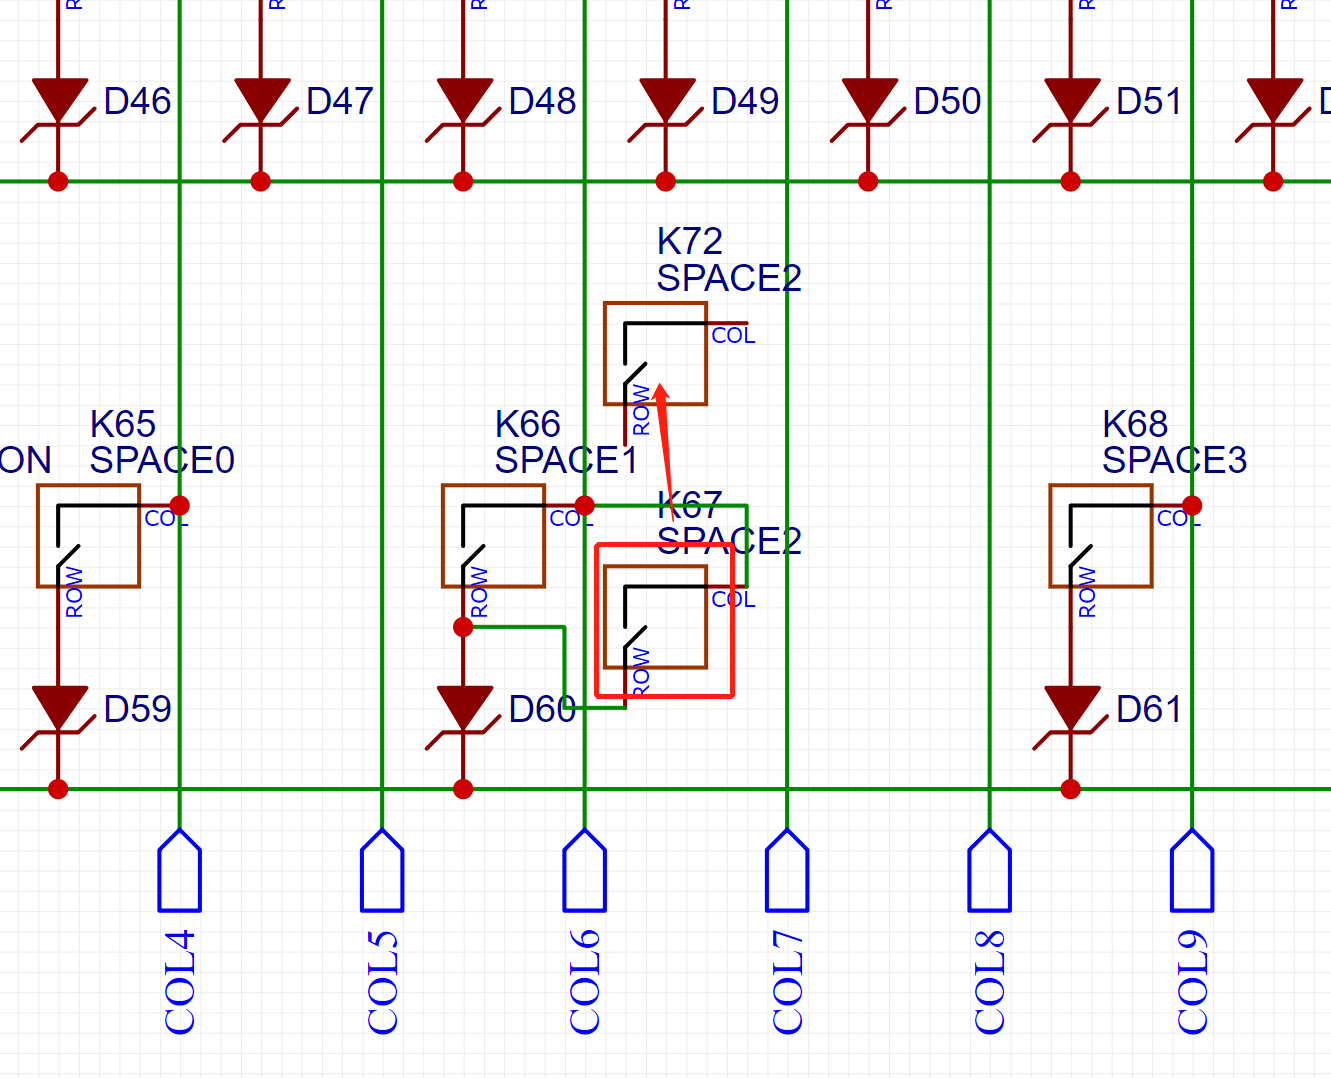 D46
D47
D48
D49
D50
D51
K72
SPACE2
COL
ROW
K65
SPACE0
COL
ROW
ON
K66
SPACE1
COL
ROW
K67
SPACE2
COL
ROW
K68
SPACE3
COL
ROW
D59
D60
D61
COL4
COL5
COL6
COL7
COL8
COL9